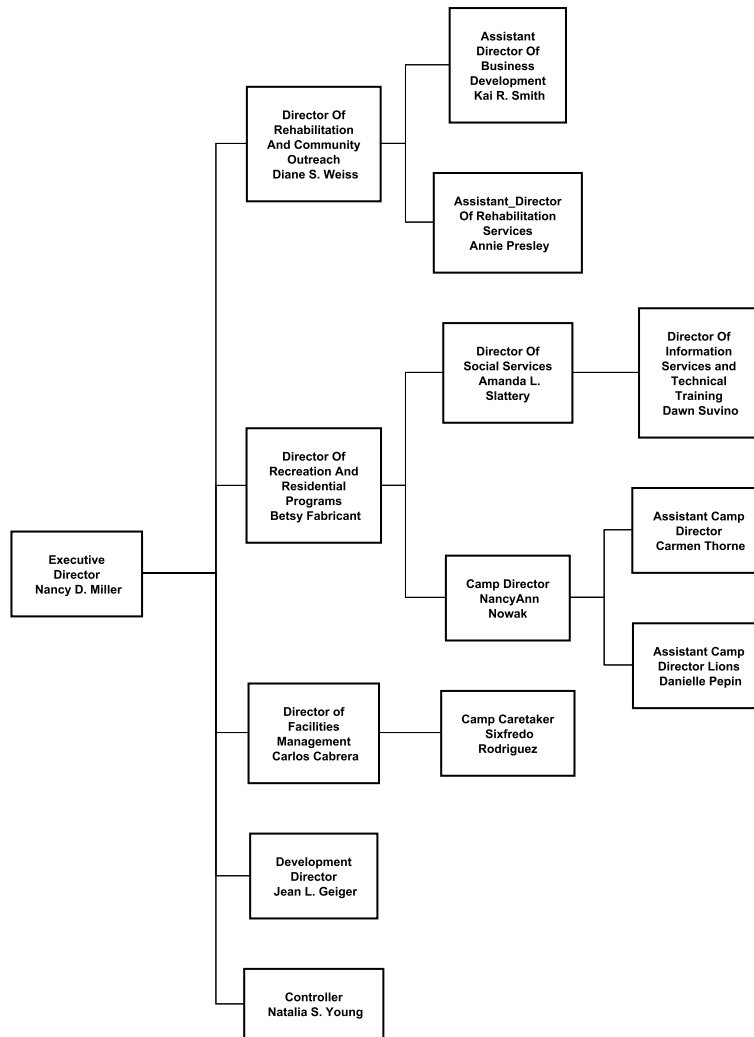 Assistant
Director Of
Business
Development
Kai R. Smith
Director Of
Rehabilitation
And Community
Outreach
Diane S. Weiss
Assistant_Director
Of Rehabilitation
Services
Annie Presley
Director Of
Social Services
Amanda L.
Slattery
Director Of
Information
Services and
Technical
Training
Dawn Suvino
Director Of
Recreation And
Residential
Programs
Betsy Fabricant
Assistant Camp
Director
Carmen Thorne
Executive
Director
Nancy D. Miller
Camp Director
NancyAnn
Nowak
Assistant Camp
Director Lions
Danielle Pepin
Director of
Facilities
Management
Carlos Cabrera
Camp Caretaker
Sixfredo
Rodriguez
Development
Director
Jean L. Geiger
Controller
Natalia S. Young